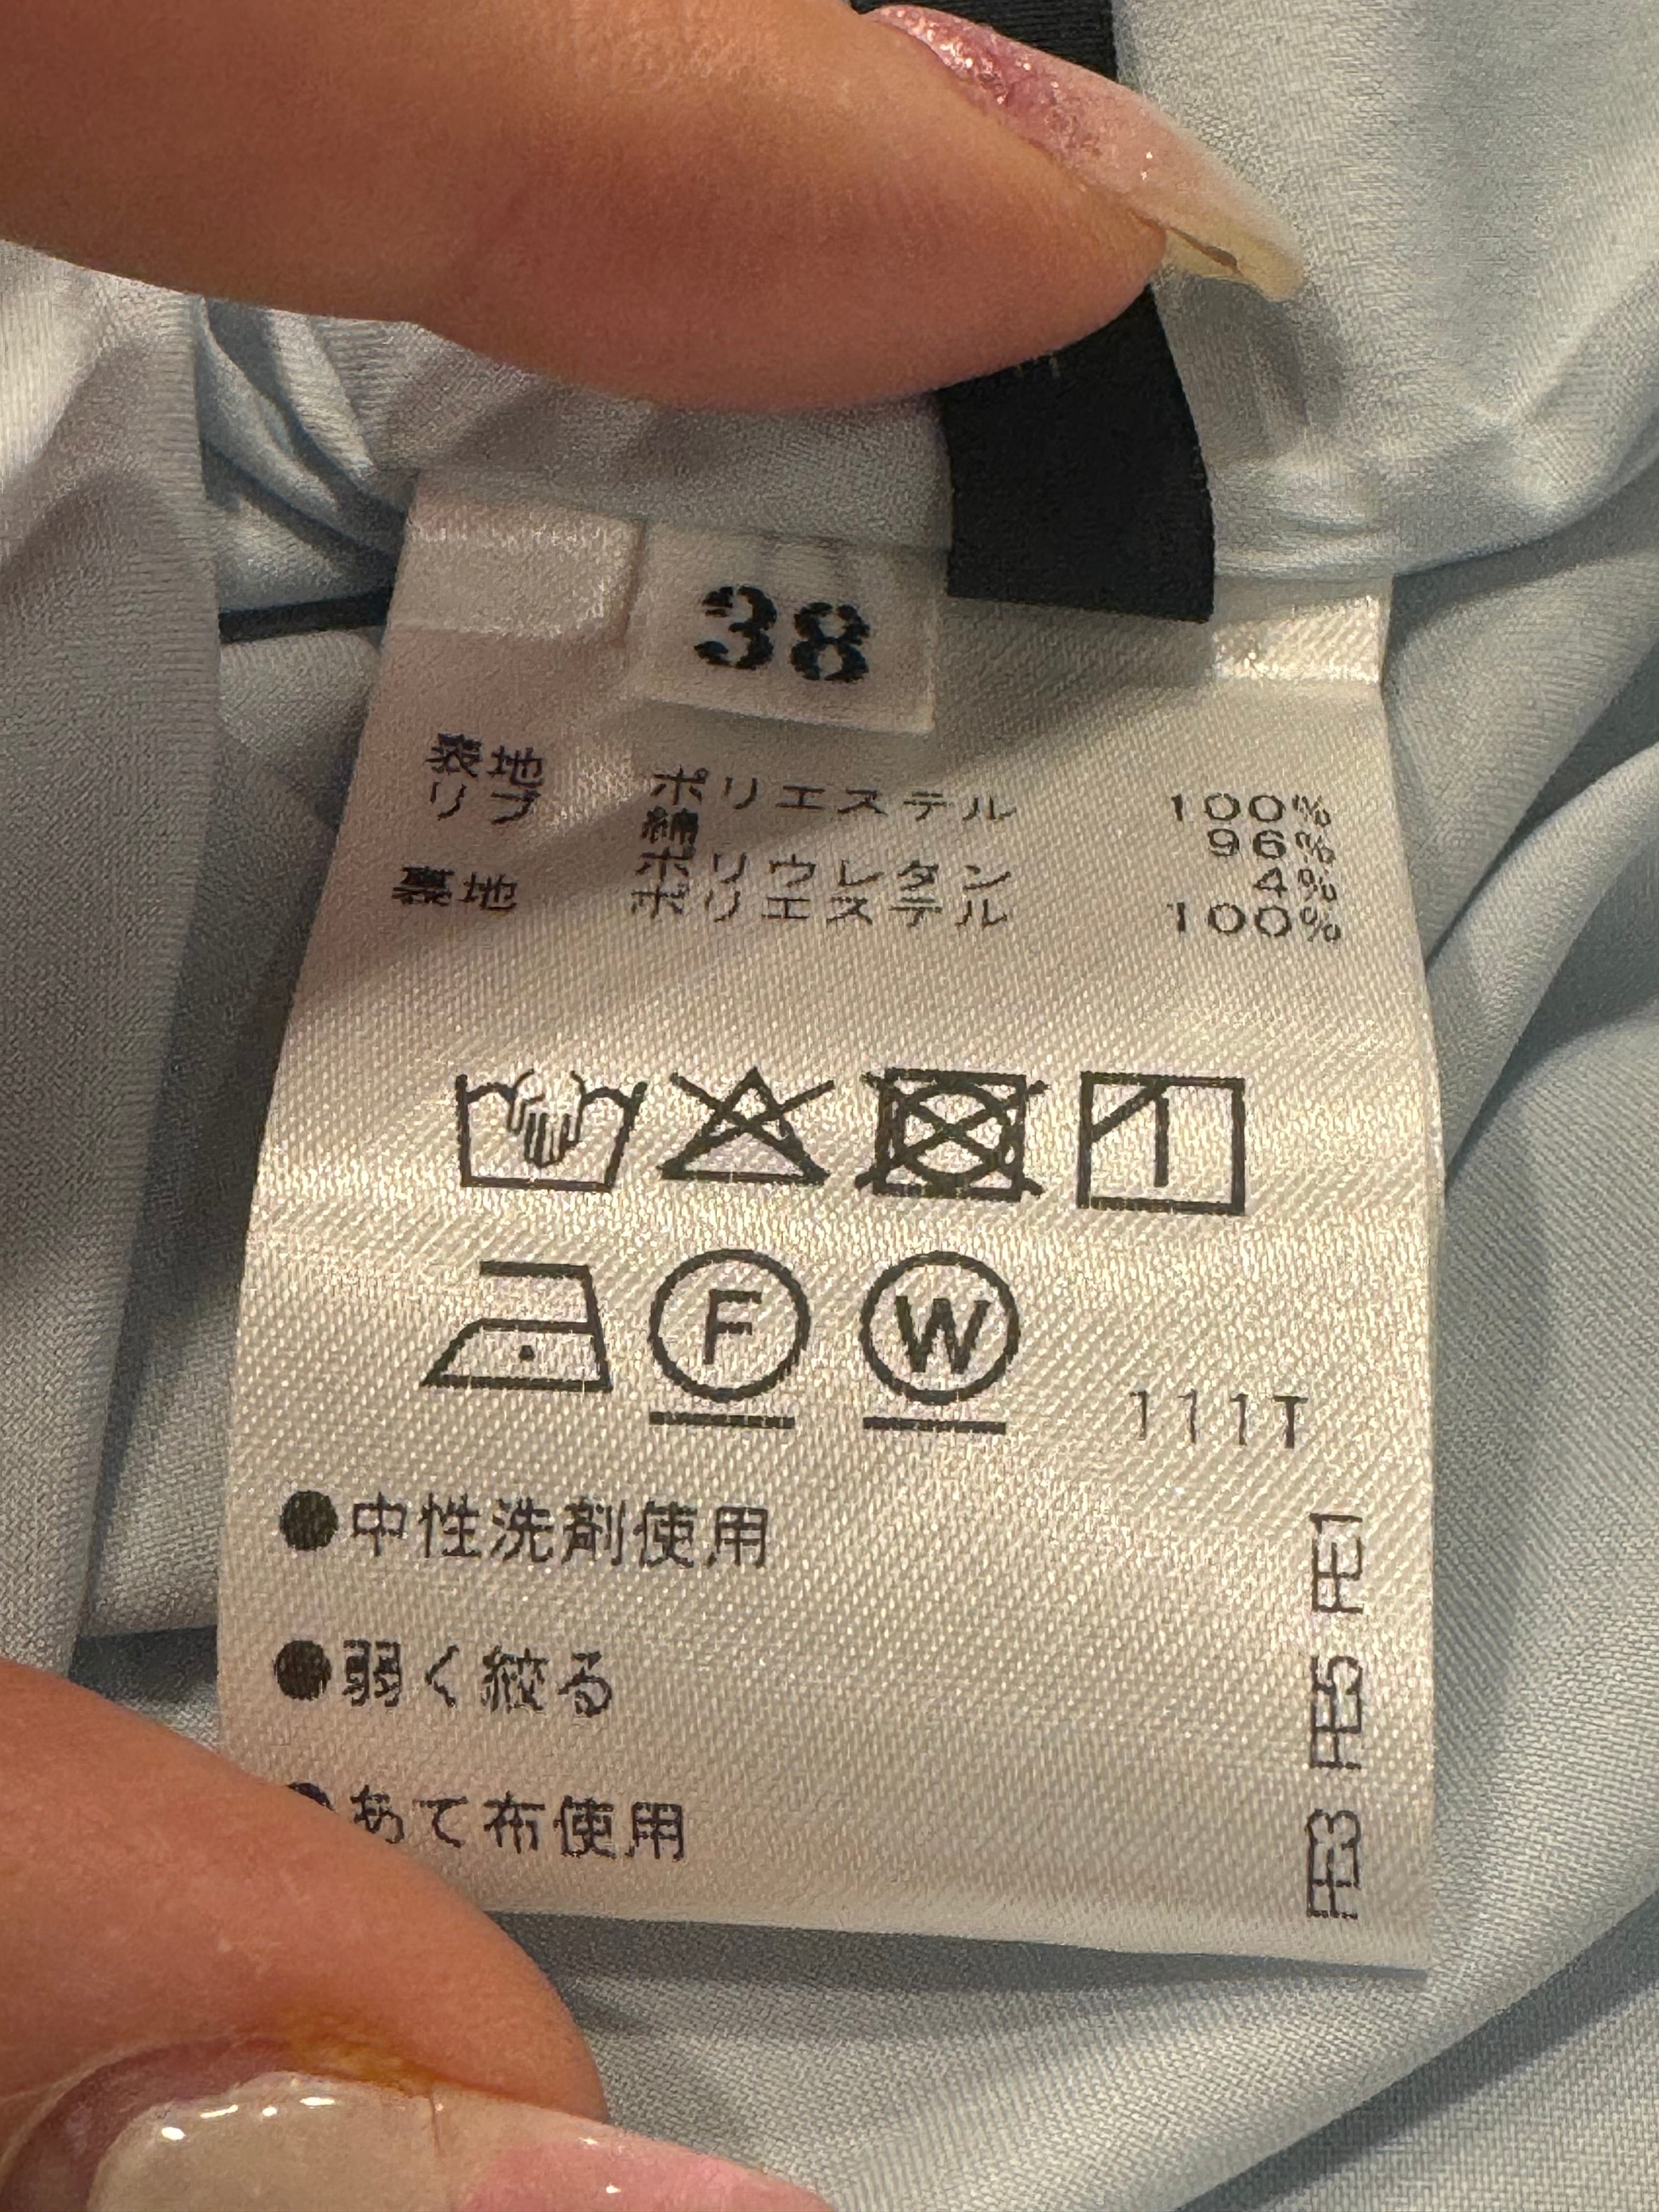 38
表地 ポリエステル 100%
リブ 綿 96%
ポリウレタン 4%
裏地 ポリエステル 100%
F W
111T
●中性洗剤使用
●弱く絞る
●あて布使用